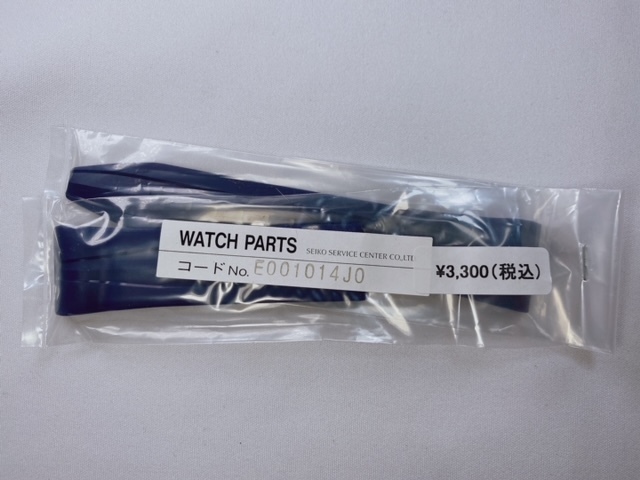 WATCH PARTS SEIKO SERVICE CENTER CO.,LTD
コードNo. E001014J0
¥3,300(税込)